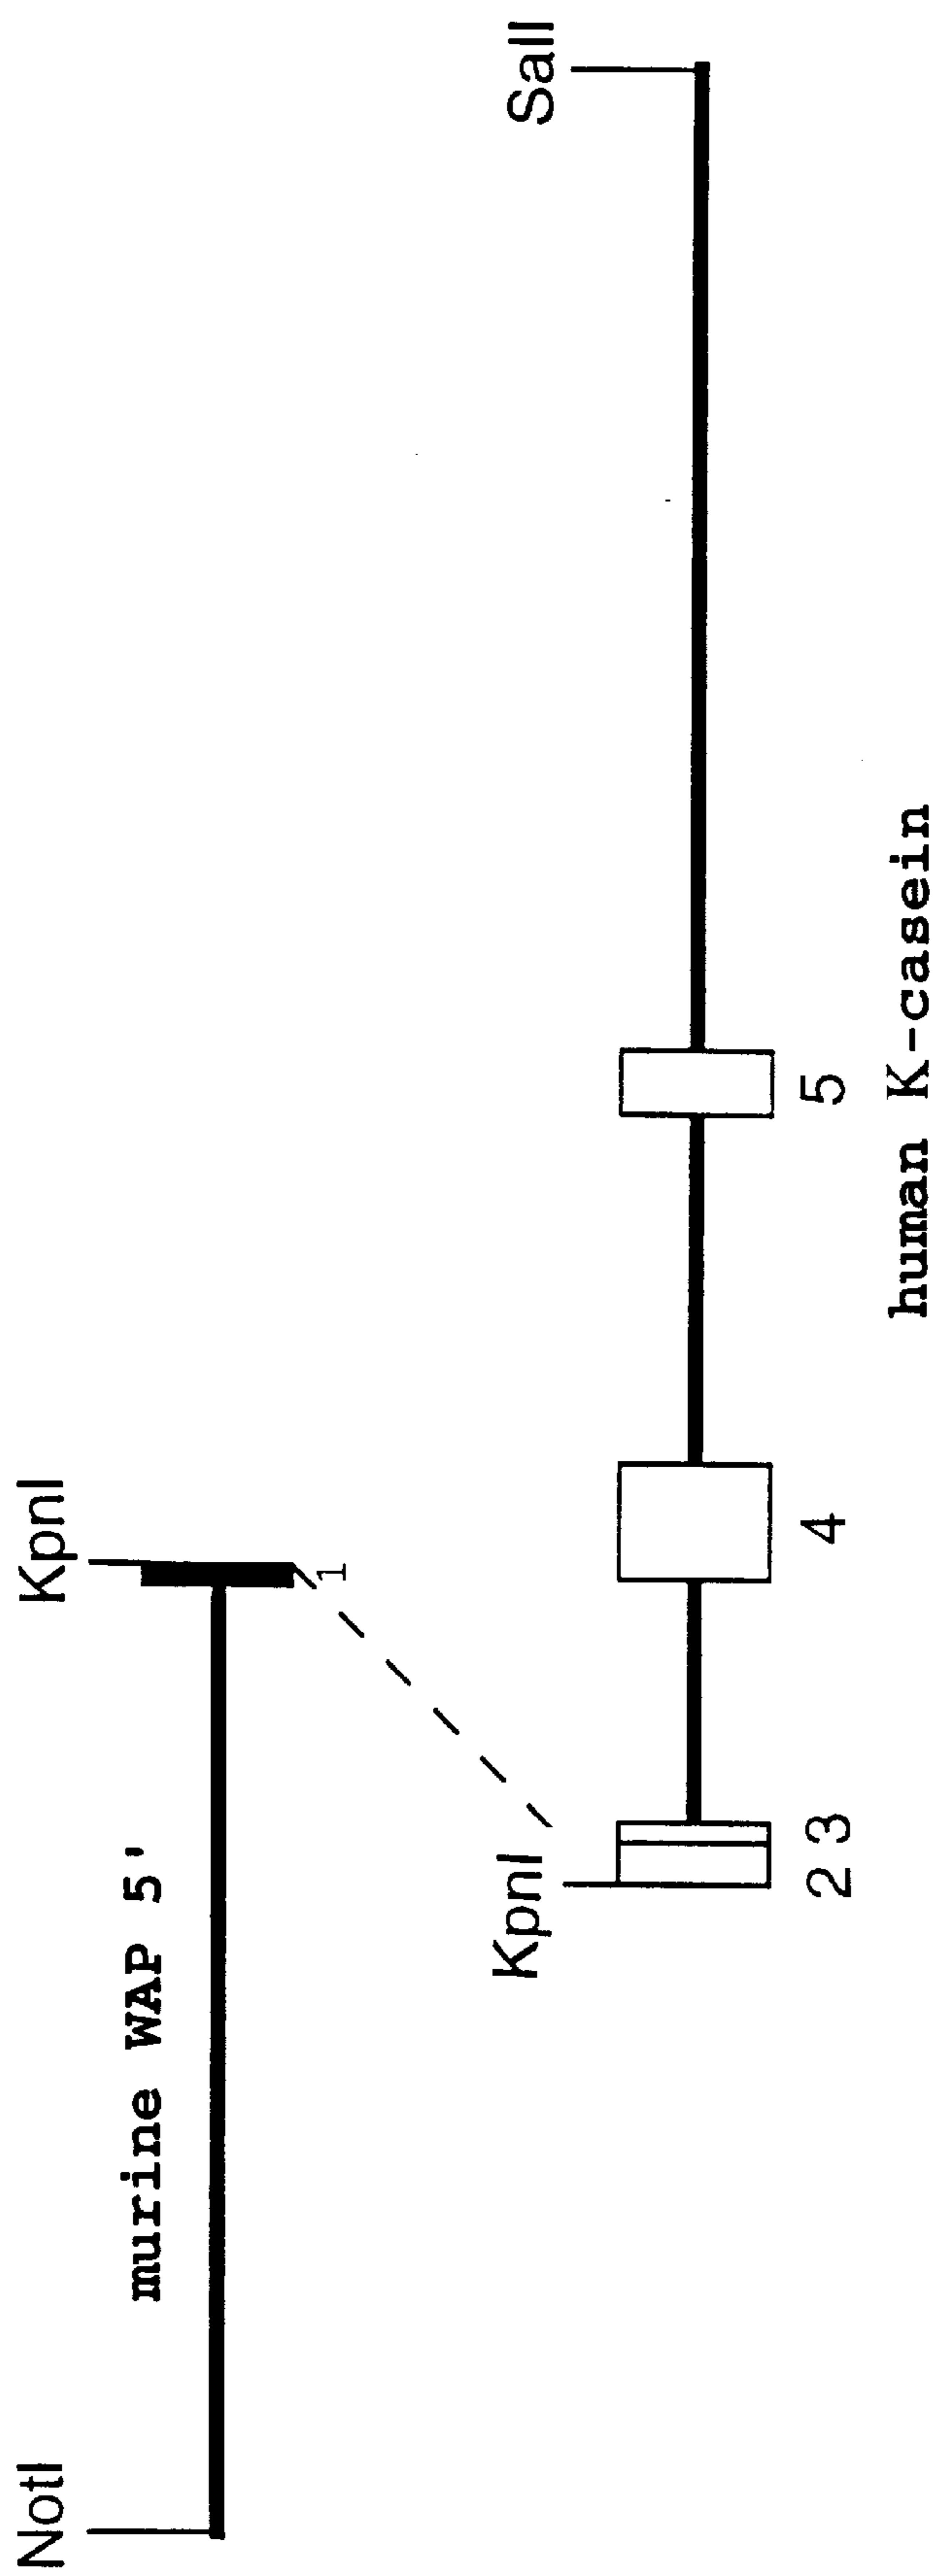 NotI KpnI
murine WAP 5'
1
KpnI SalI
2 3 4 5
human K-casein